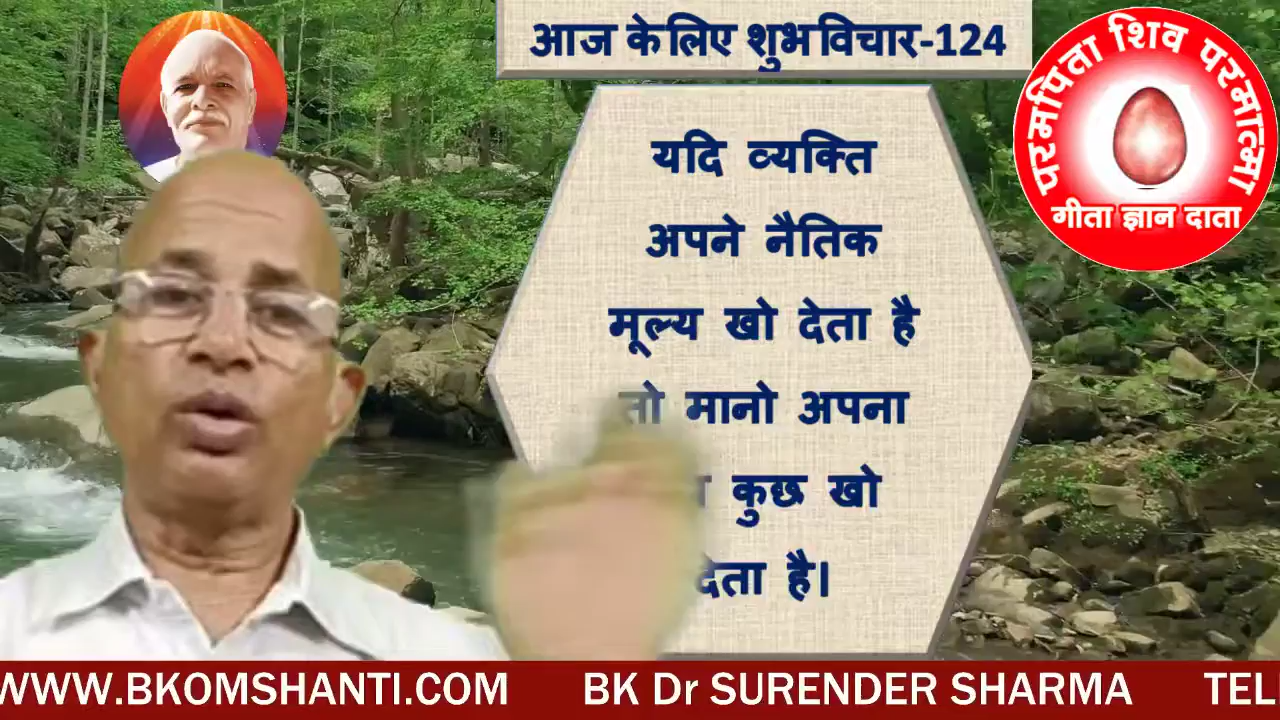 आज के लिए शुभ विचार-124
परमपिता शिव परमात्मा
गीता ज्ञान दाता
यदि व्यक्ति
अपने नैतिक
मूल्य खो देता है
तो मानो अपना
कुछ खो
देता है।
WWW.BKOMSHANTI.COM BK Dr SURENDER SHARMA